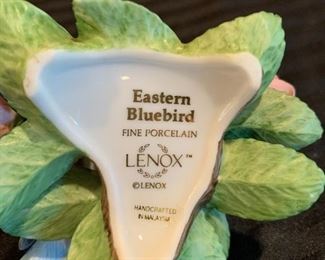 Eastern
Bluebird
FINE PORCELAIN
LENOX™
©LENOX
HANDCRAFTED
IN MALAYSIA